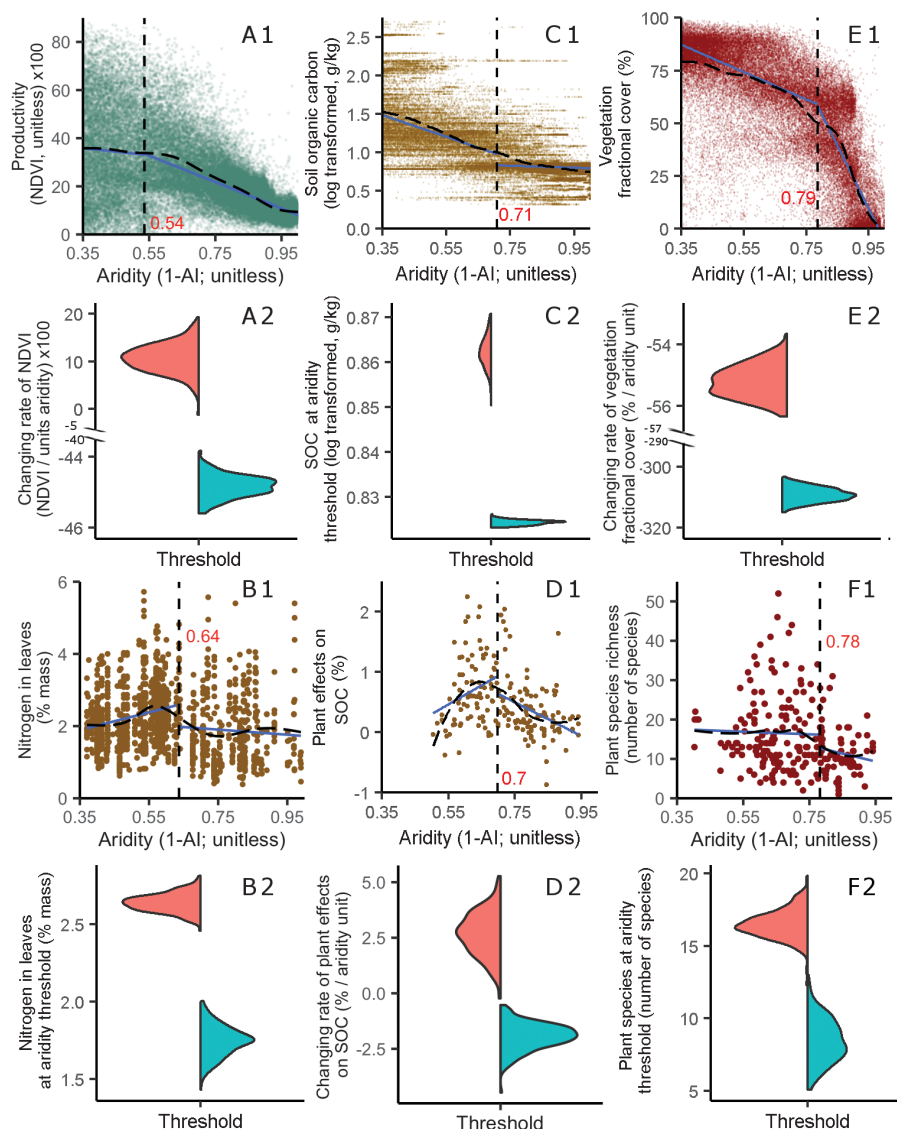 A1
Productivity
(NDVI, unitless) x100
80
60
40
20
0
0.54
0.35
0.55
0.75
0.95
Aridity (1-AI; unitless)
C1
Soil organic carbon
(log transformed, g/kg)
2.5
2.0
1.5
1.0
0.5
0.0
0.71
0.35
0.55
0.75
0.95
Aridity (1-AI; unitless)
E1
Vegetation
fractional cover (%)
100
75
50
25
0
0.79
0.35
0.55
0.75
0.95
Aridity (1-AI; unitless)
A2
Changing rate of NDVI
(NDVI / units aridity) x100
20
10
0
-5
-40
-44
-46
Threshold
C2
SOC at aridity
threshold (log transformed, g/kg)
0.87
0.86
0.85
0.84
0.83
Threshold
E2
Changing rate of vegetation
fractional cover (% / aridity unit)
-54
-56
-57
-290
-300
-320
Threshold
B1
Nitrogen in leaves
(% mass)
6
4
2
0
0.64
0.35
0.55
0.75
0.95
Aridity (1-AI; unitless)
D1
Plant effects on
SOC (%)
2
1
0
-1
0.7
0.35
0.55
0.75
0.95
Aridity (1-AI; unitless)
F1
Plant species richness
(number of species)
50
40
30
20
10
0
0.78
0.35
0.55
0.75
0.95
Aridity (1-AI; unitless)
B2
Nitrogen in leaves
at aridity threshold (% mass)
2.5
2.0
1.5
Threshold
D2
Changing rate of plant effects
on SOC (% / aridity unit)
5.0
2.5
0.0
-2.5
Threshold
F2
Plant species at aridity
threshold (number of species)
20
15
10
5
Threshold